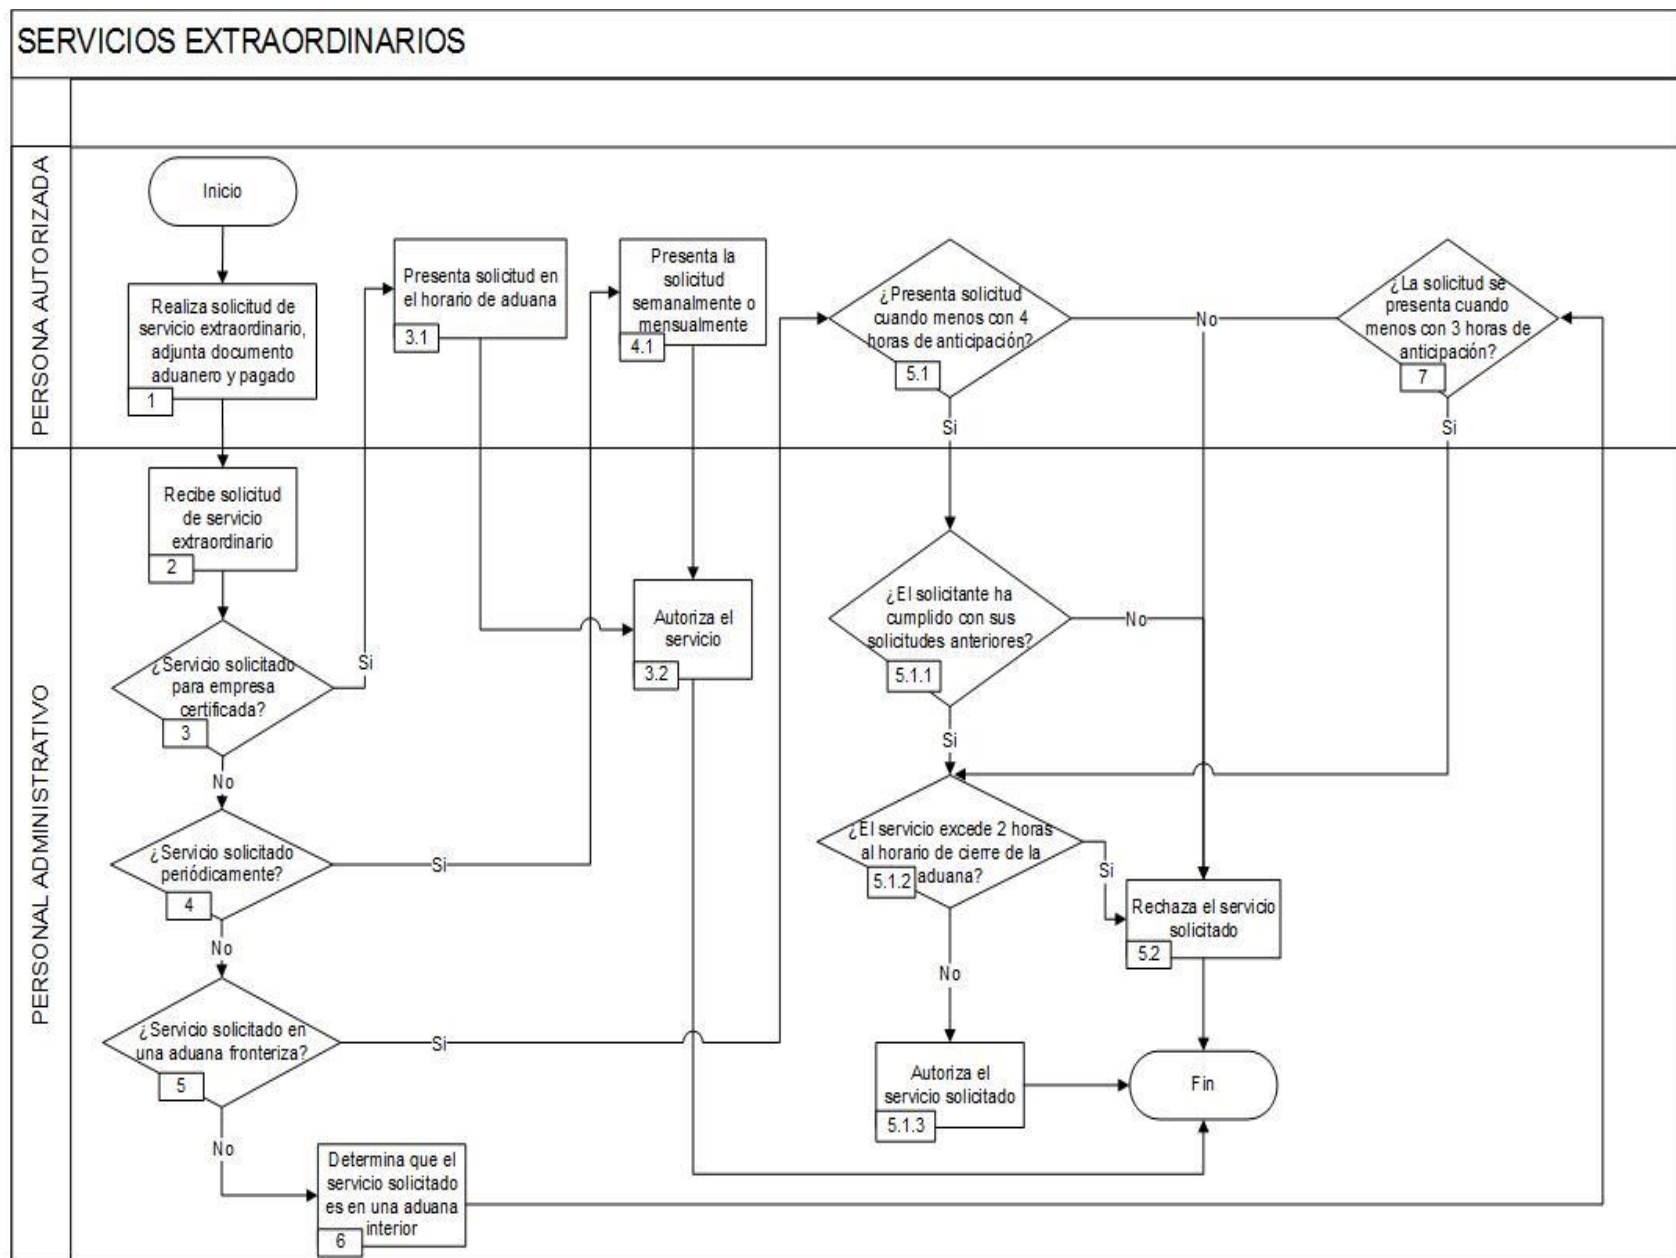 SERVICIOS EXTRAORDINARIOS
PERSONA AUTORIZADA
Inicio
Realiza solicitud de
servicio extraordinario,
adjunta documento
aduanero y pagado
1
Presenta solicitud en
el horario de aduana
3.1
Presenta la
solicitud
semanalmente o
mensualmente
4.1
¿Presenta solicitud
cuando menos con 4
horas de anticipación?
5.1
No
Si
¿La solicitud se
presenta cuando
menos con 3 horas de
anticipación?
7
Si
PERSONAL ADMINISTRATIVO
Recibe solicitud
de servicio
extraordinario
2
¿Servicio solicitado
para empresa
certificada?
3
Si
No
¿Servicio solicitado
periódicamente?
4
Si
No
¿Servicio solicitado en
una aduana fronteriza?
5
Si
No
Determina que el
servicio solicitado
es en una aduana
interior
6
Autoriza el
servicio
3.2
¿El solicitante ha
cumplido con sus
solicitudes anteriores?
5.1.1
No
Si
¿El servicio excede 2 horas
al horario de cierre de la
aduana?
5.1.2
Si
No
Rechaza el servicio
solicitado
5.2
Autoriza el
servicio solicitado
5.1.3
Fin